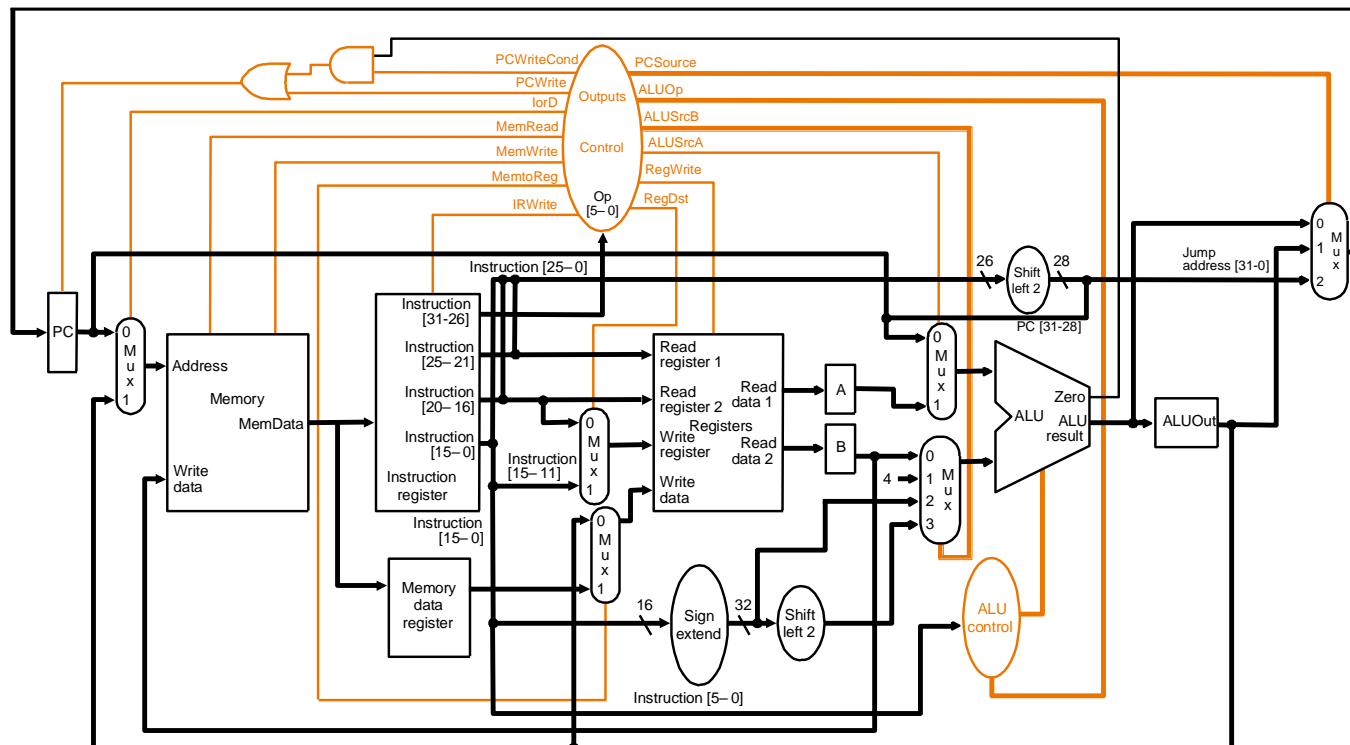 PCWriteCond
PCWrite
IorD
MemRead
MemWrite
MemtoReg
IRWrite
Outputs
Control
Op
[5– 0]
PCSource
ALUOp
ALUSrcB
ALUSrcA
RegWrite
RegDst
Instruction [25– 0]
26
Shift
left 2
28
Jump
address [31-0]
PC [31-28]
0
1
2
M
u
x
PC
0
M
u
x
1
Address
Memory
MemData
Write
data
Instruction
[31-26]
Instruction
[25– 21]
Instruction
[20– 16]
Instruction
[15– 0]
Instruction
register
Instruction
[15– 0]
Instruction
[15– 11]
Memory
data
register
0
M
u
x
1
0
M
u
x
1
Read
register 1
Read
register 2
Registers
Write
register
Write
data
Read
data 1
Read
data 2
A
B
4
0
M
u
x
1
0
1
2
3
M
u
x
ALU
Zero
ALU
result
ALUOut
16
Sign
extend
32
Shift
left 2
ALU
control
Instruction [5– 0]